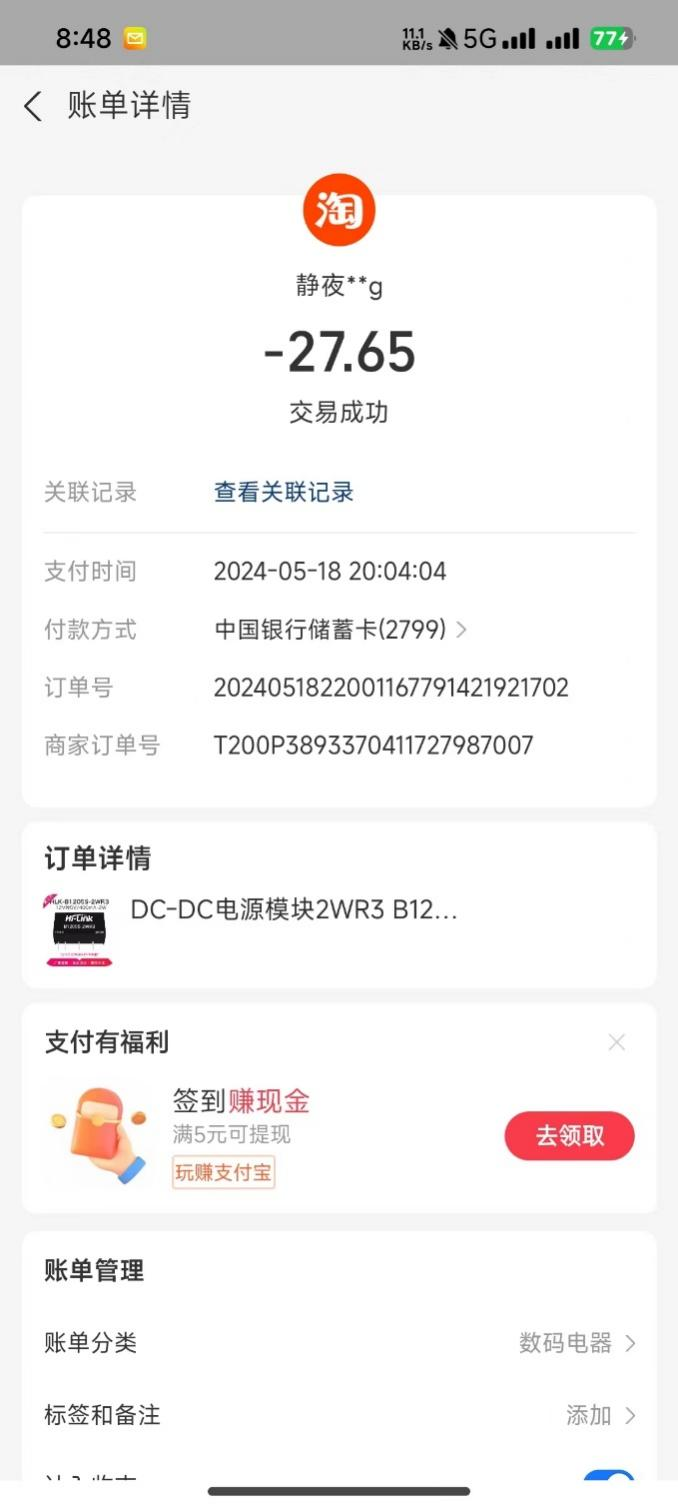 8:48
11.1 KB/s 5G 77
账单详情
淘
静夜**g
-27.65
交易成功
关联记录 查看关联记录
支付时间 2024-05-18 20:04:04
付款方式 中国银行储蓄卡(2799)
订单号 2024051822001167791421921702
商家订单号 T200P3893370411727987007
订单详情
HLK-B1205S-2WR3
Hi-Link
B1205S-2WR3
DC-DC电源模块2WR3 B12...
支付有福利
签到赚现金
满5元可提现
去领取
玩赚支付宝
账单管理
账单分类 数码电器
标签和备注 添加